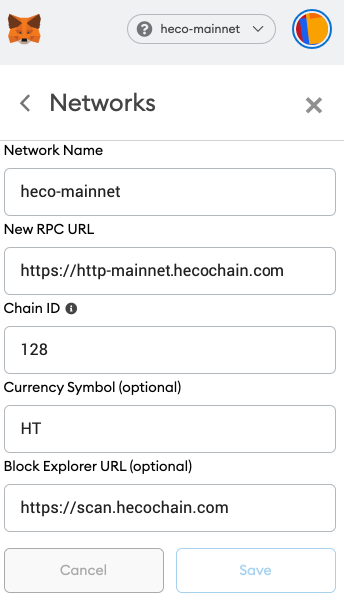 heco-mainnet
Networks
Network Name
heco-mainnet
New RPC URL
https://http-mainnet.hecochain.com
Chain ID
128
Currency Symbol (optional)
HT
Block Explorer URL (optional)
https://scan.hecochain.com
Cancel
Save